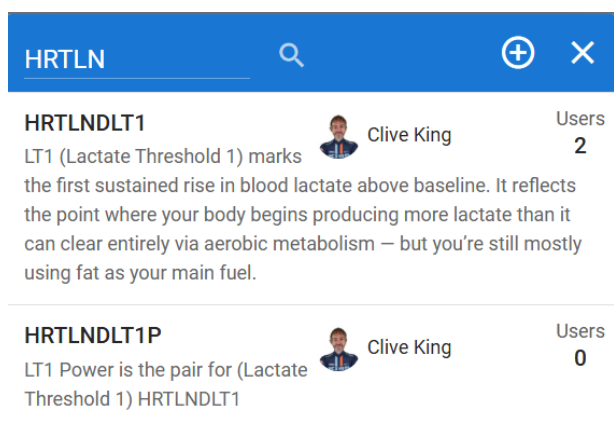 HRTLN
HRTLNDLT1
Clive King
Users
2
LT1 (Lactate Threshold 1) marks
the first sustained rise in blood lactate above baseline. It reflects
the point where your body begins producing more lactate than it
can clear entirely via aerobic metabolism — but you’re still mostly
using fat as your main fuel.
HRTLNDLT1P
Clive King
Users
0
LT1 Power is the pair for (Lactate
Threshold 1) HRTLNDLT1